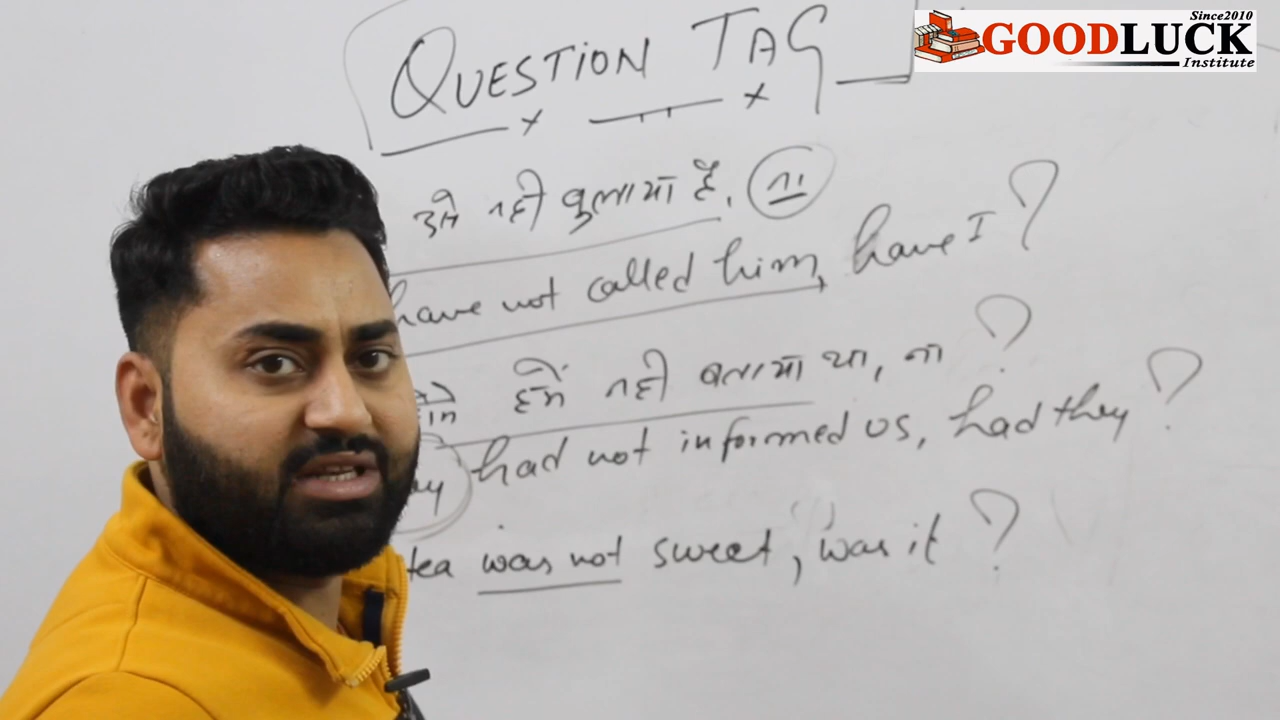 Since2010
GOODLUCK
Institute
QUESTION TAG
उसे नही बुलाया है, ना
have not called him, have I?
हमें नही बताया था, ना?
had not informed us, had they?
tea was not sweet, was it?